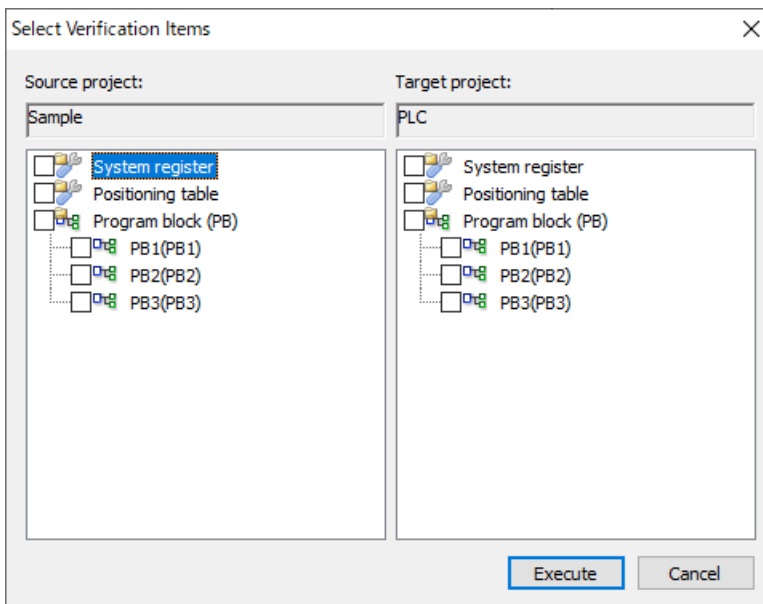 Select Verification Items
Source project:
Target project:
Sample
PLC
System register
Positioning table
Program block (PB)
PB1(PB1)
PB2(PB2)
PB3(PB3)
System register
Positioning table
Program block (PB)
PB1(PB1)
PB2(PB2)
PB3(PB3)
Execute
Cancel